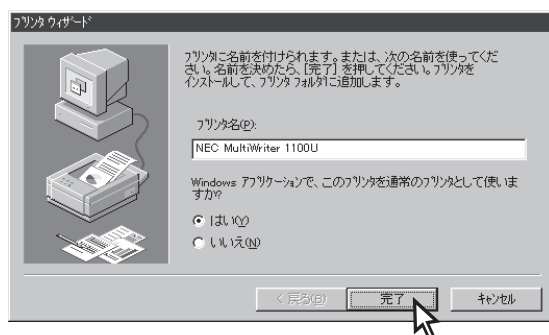 プリンタ ウィザード
プリンタに名前を付けられます。または、次の名前を使ってくだ
さい。名前を決めたら、[完了] を押してください。プリンタを
インストールして、プリンタ フォルダに追加します。
プリンタ名(P):
NEC MultiWriter 1100U
Windows アプリケーションで、このプリンタを通常のプリンタとして使いま
すか?
はい(Y)
いいえ(N)
< 戻る(B)
完了
キャンセル